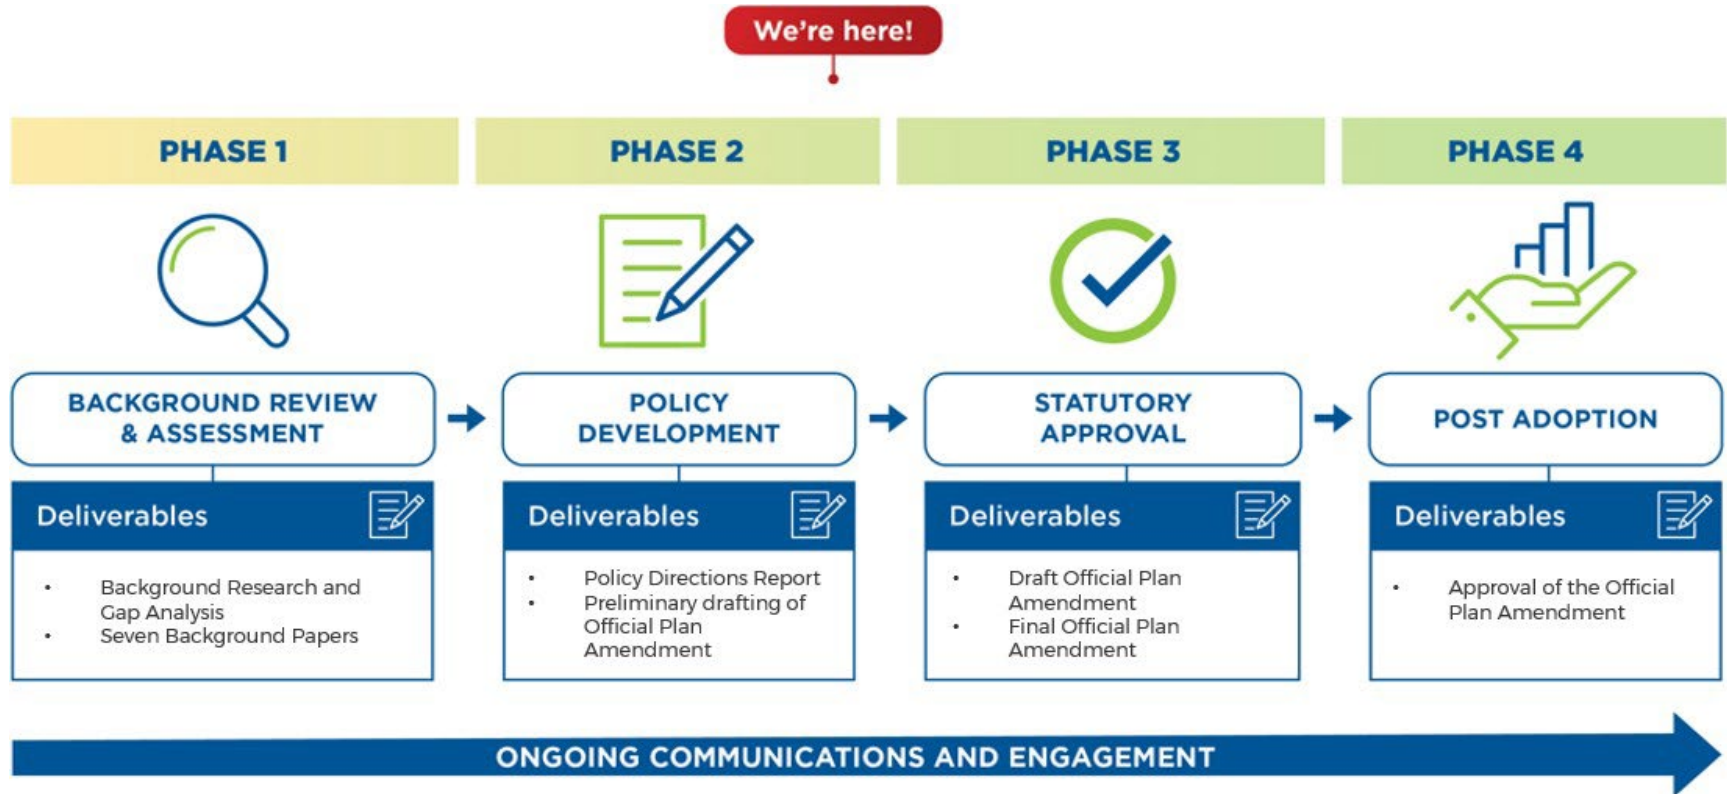 We're here!
PHASE 1
PHASE 2
PHASE 3
PHASE 4
BACKGROUND REVIEW
& ASSESSMENT
POLICY
DEVELOPMENT
STATUTORY
APPROVAL
POST ADOPTION
Deliverables
• Background Research and
Gap Analysis
• Seven Background Papers
Deliverables
• Policy Directions Report
• Preliminary drafting of
Official Plan
Amendment
Deliverables
• Draft Official Plan
Amendment
• Final Official Plan
Amendment
Deliverables
• Approval of the Official
Plan Amendment
ONGOING COMMUNICATIONS AND ENGAGEMENT